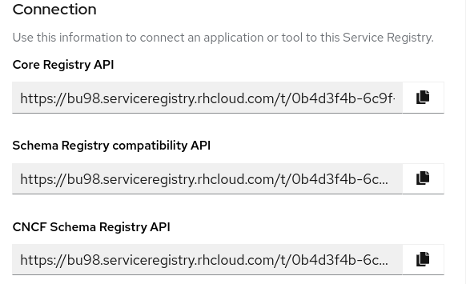 Connection
Use this information to connect an application or tool to this Service Registry.
Core Registry API
https://bu98.serviceregistry.rhcloud.com/t/0b4d3f4b-6c9f-
Schema Registry compatibility API
https://bu98.serviceregistry.rhcloud.com/t/0b4d3f4b-6c...
CNCF Schema Registry API
https://bu98.serviceregistry.rhcloud.com/t/0b4d3f4b-6c...